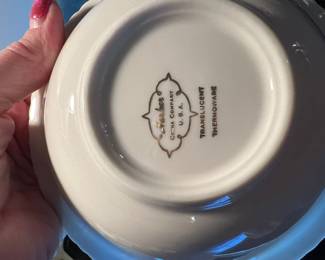 CHINA COMPANY
U.S.A.
TRANSLUCENT
THERMOWARE